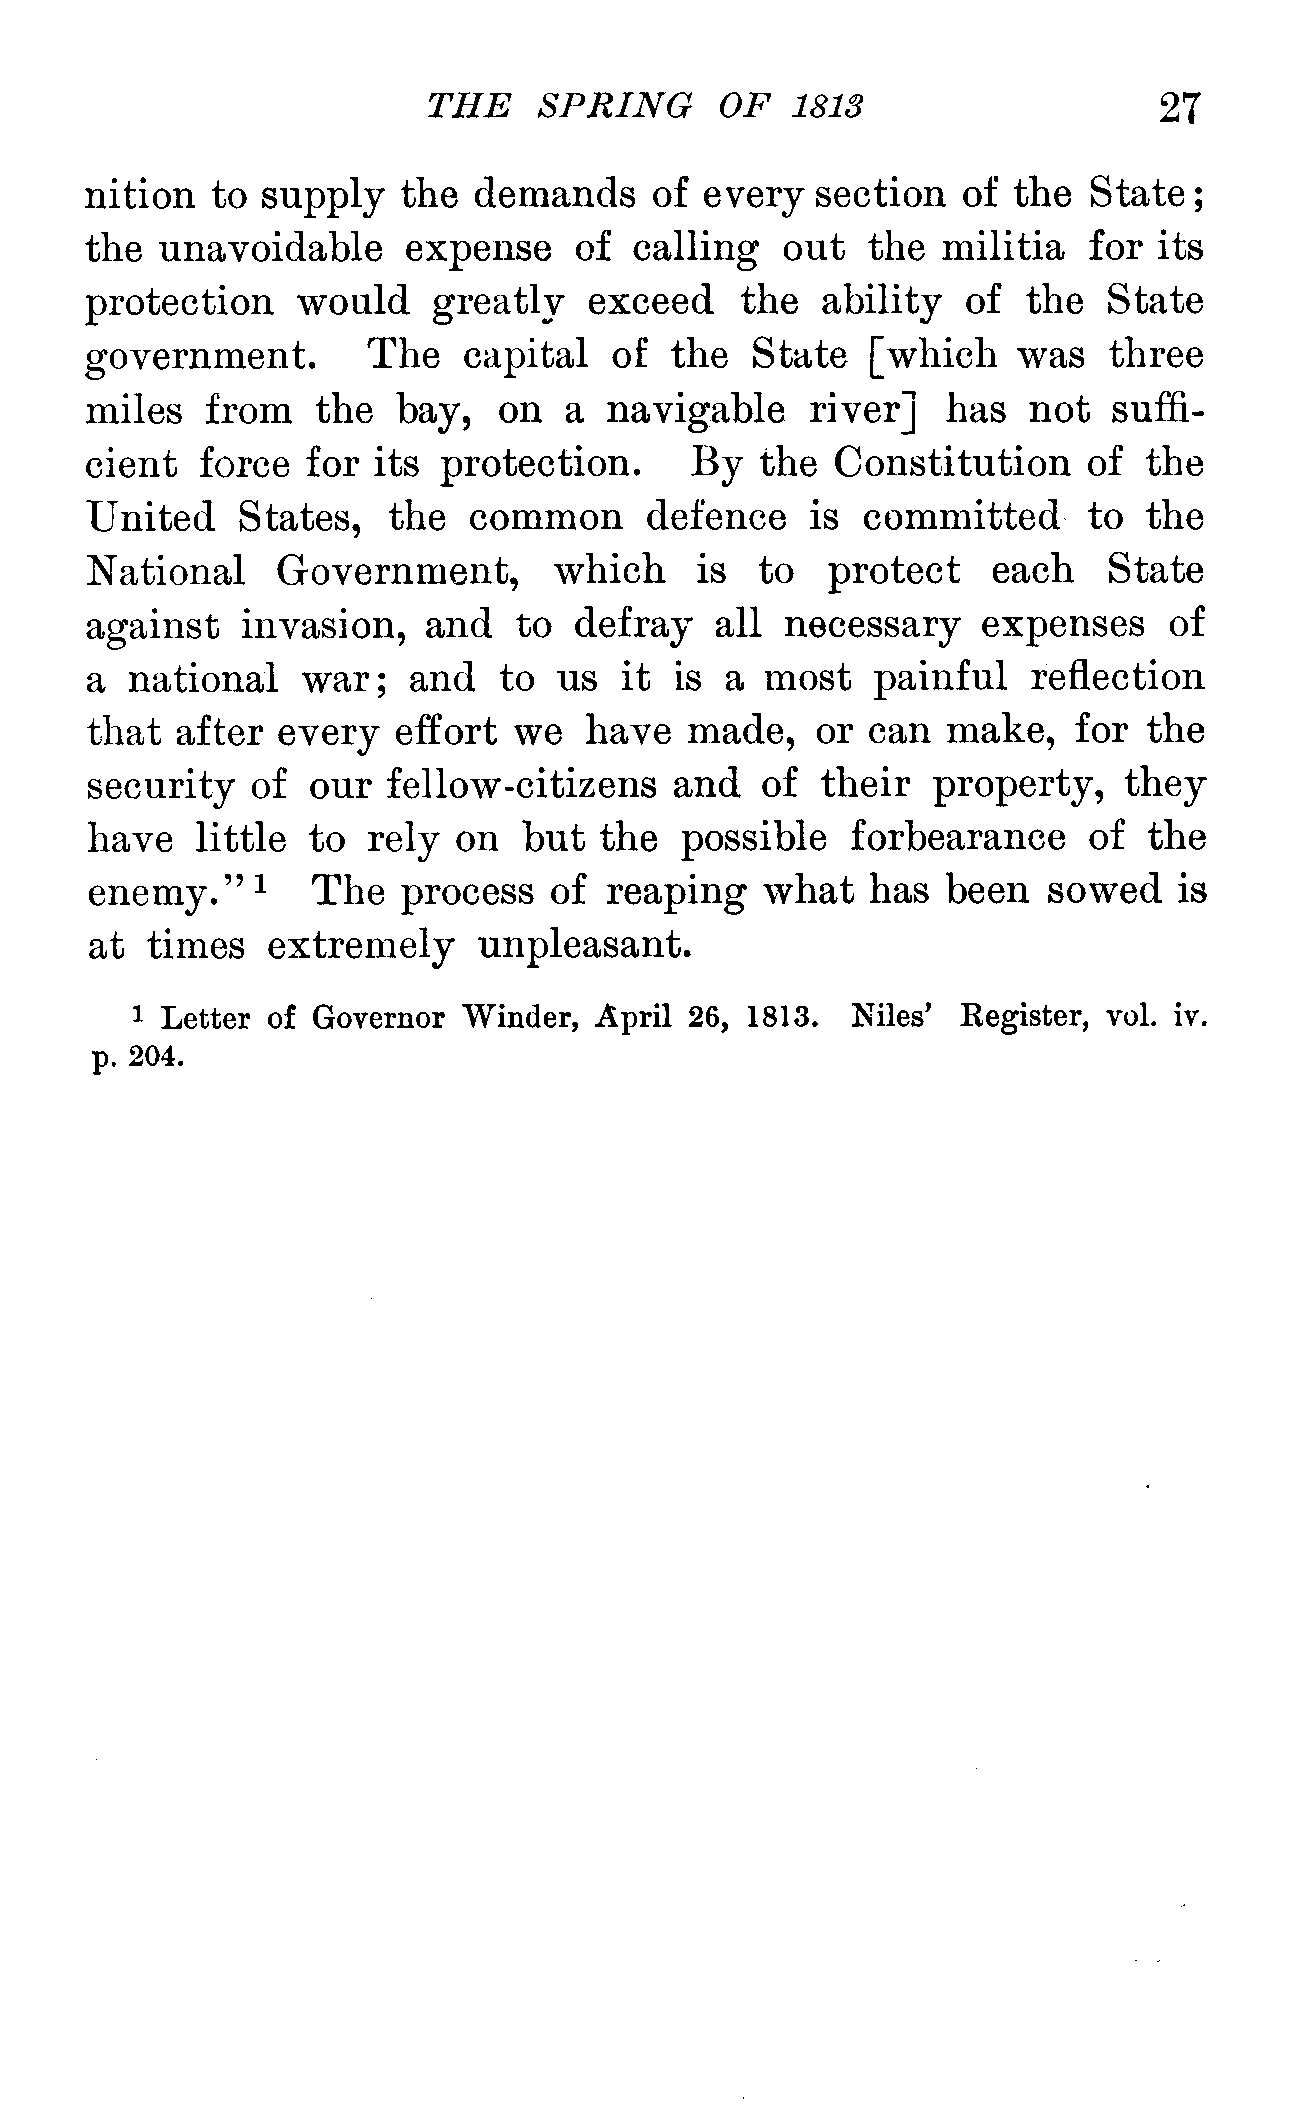 THE SPRING OF 1813 27
nition to supply the demands of every section of the State;
the unavoidable expense of calling out the militia for its
protection would greatly exceed the ability of the State
government. The capital of the State [which was three
miles from the bay, on a navigable river] has not suffi-
cient force for its protection. By the Constitution of the
United States, the common defence is committed to the
National Government, which is to protect each State
against invasion, and to defray all necessary expenses of
a national war; and to us it is a most painful reflection
that after every effort we have made, or can make, for the
security of our fellow-citizens and of their property, they
have little to rely on but the possible forbearance of the
enemy." 1 The process of reaping what has been sowed is
at times extremely unpleasant.
1 Letter of Governor Winder, April 26, 1813. Niles' Register, vol. iv.
p. 204.